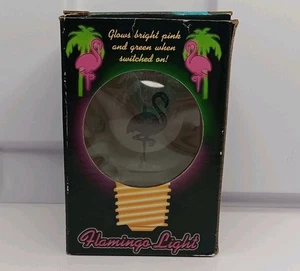 Glows bright pink
and green when
switched on!
Flamingo Light